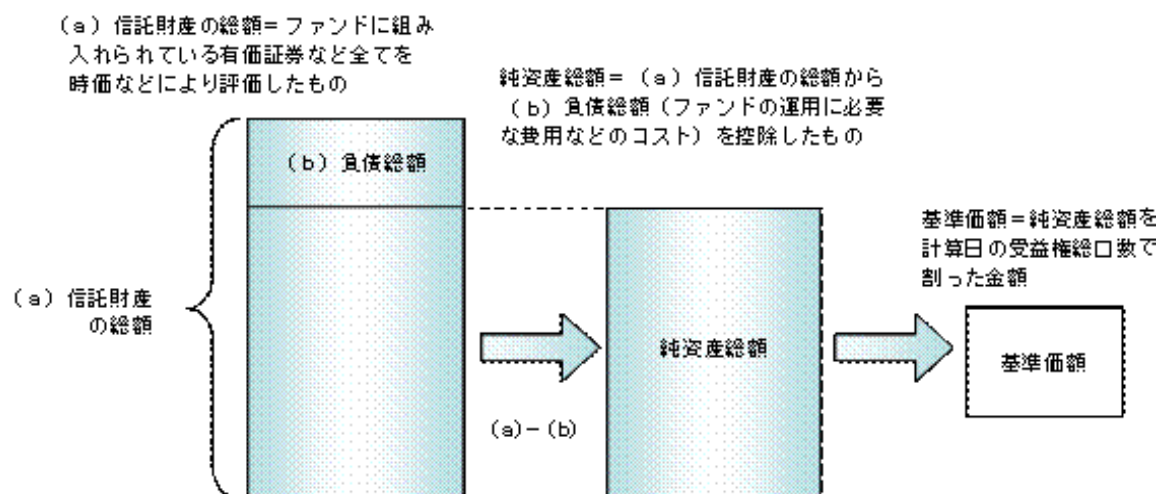 (a) 信託財産の総額=ファンドに組み
入れられている有価証券など全てを
時価などにより評価したもの
純資産総額= (a) 信託財産の総額から
(b) 負債総額(ファンドの運用に必要
な費用などのコスト)を控除したもの
(b) 負債総額
基準価額=純資産総額を
計算日の受益権総口数で
割った金額
(a) 信託財産
の総額
純資産総額
基準価額
(a)-(b)